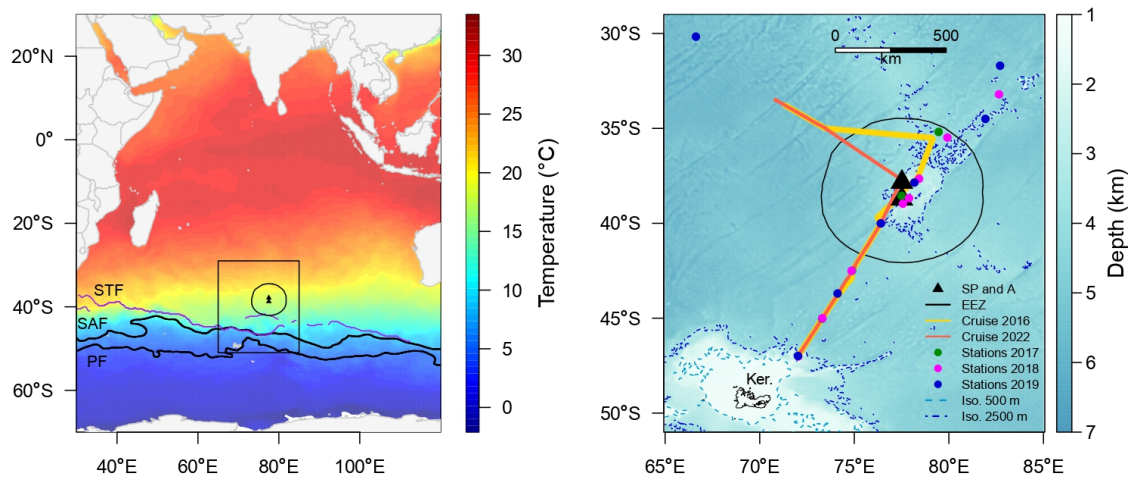 20°N
0°
20°S
40°S
60°S
40°E
60°E
80°E
100°E
STF
SAF
PF
30
25
20
15
10
5
0
Temperature (°C)
30°S
35°S
40°S
45°S
50°S
65°E
70°E
75°E
80°E
85°E
0
500
km
Ker.
SP and A
EEZ
Cruise 2016
Cruise 2022
Stations 2017
Stations 2018
Stations 2019
Iso. 500 m
Iso. 2500 m
1
2
3
4
5
6
7
Depth (km)